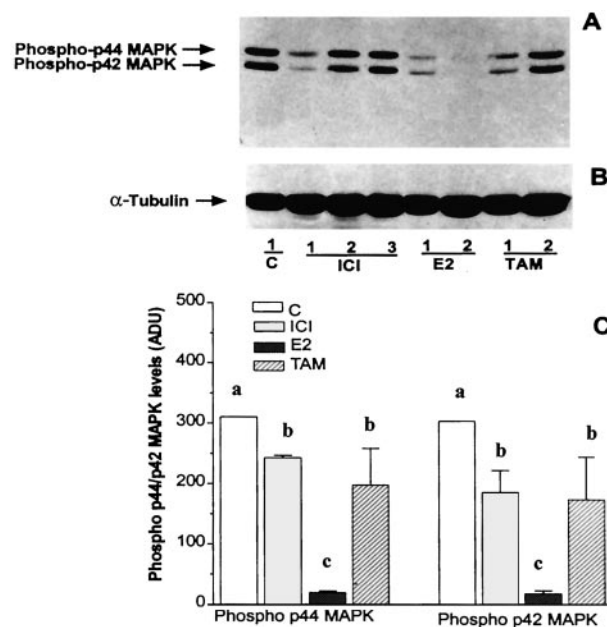 A
Phospho-p44 MAPK
Phospho-p42 MAPK
B
α-Tubulin
1 1 2 3 1 2 1 2
C ICI E2 TAM
C
500
400
300
200
100
0
Phospho p44/p42 MAPK levels (ADU)
C
ICI
E2
TAM
a b c b
a b c b
Phospho p44 MAPK Phospho p42 MAPK